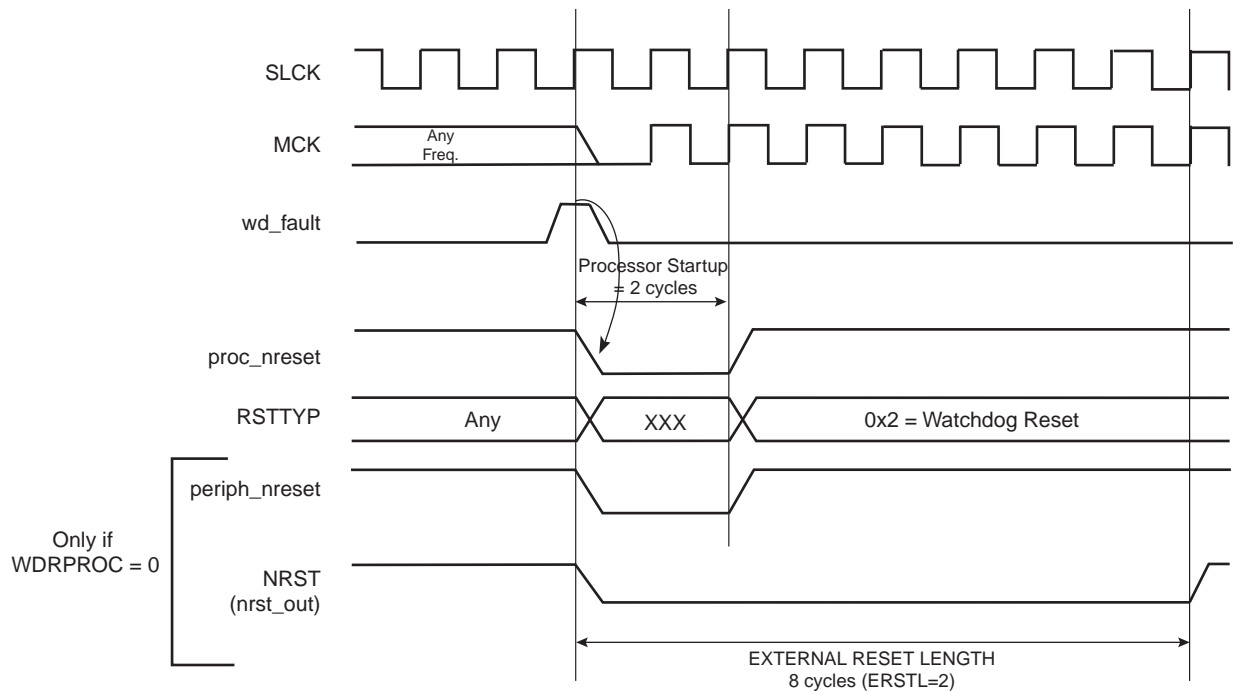 SLCK
MCK
Any
Freq.
wd_fault
Processor Startup
= 2 cycles
proc_nreset
RSTTYP
Any
XXX
0x2 = Watchdog Reset
periph_nreset
Only if
WDRPROC = 0
NRST
(nrst_out)
EXTERNAL RESET LENGTH
8 cycles (ERSTL=2)